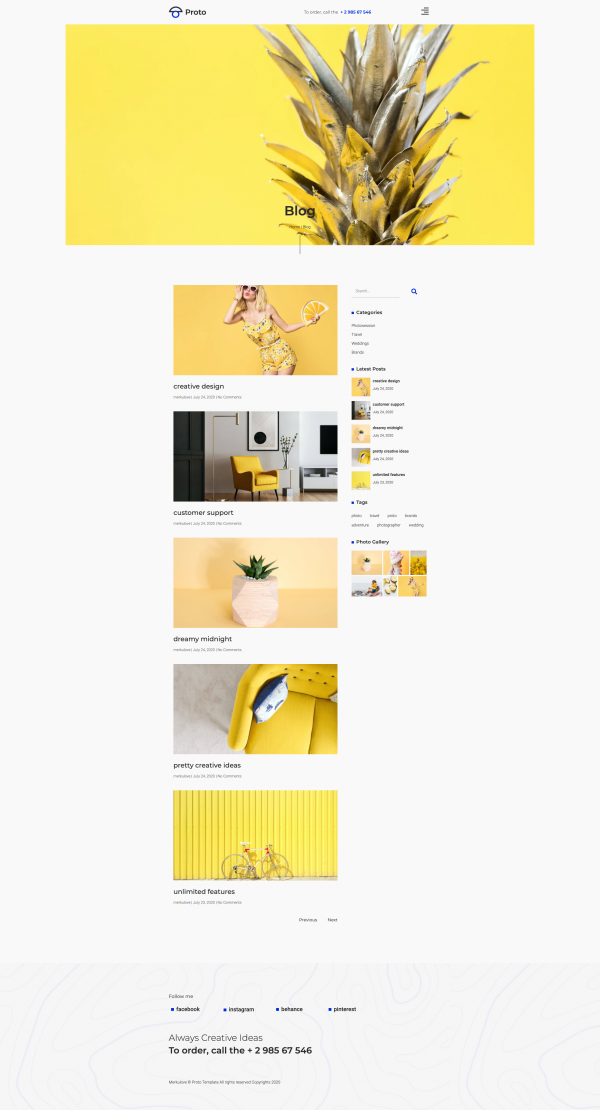 Proto
To order, call the + 2 985 67 546
Blog
Home | Blog
Search...
creative design
merkulove | July 24, 2020 | No Comments
customer support
merkulove | July 24, 2020 | No Comments
dreamy midnight
merkulove | July 24, 2020 | No Comments
pretty creative ideas
merkulove | July 24, 2020 | No Comments
unlimited features
merkulove | July 23, 2020 | No Comments
Previous Next
Categories
Travel
Weddings
Brands
Latest Posts
creative design
July 24, 2020
customer support
July 24, 2020
dreamy midnight
July 24, 2020
pretty creative ideas
July 24, 2020
unlimited features
July 23, 2020
Tags
photo travel proto brands
adventure photographer wedding
Photo Gallery
Follow me
facebook instagram behance pinterest
Always Creative Ideas
To order, call the + 2 985 67 546
Merkulove © Proto Template All rights reserved Copyrights 2020